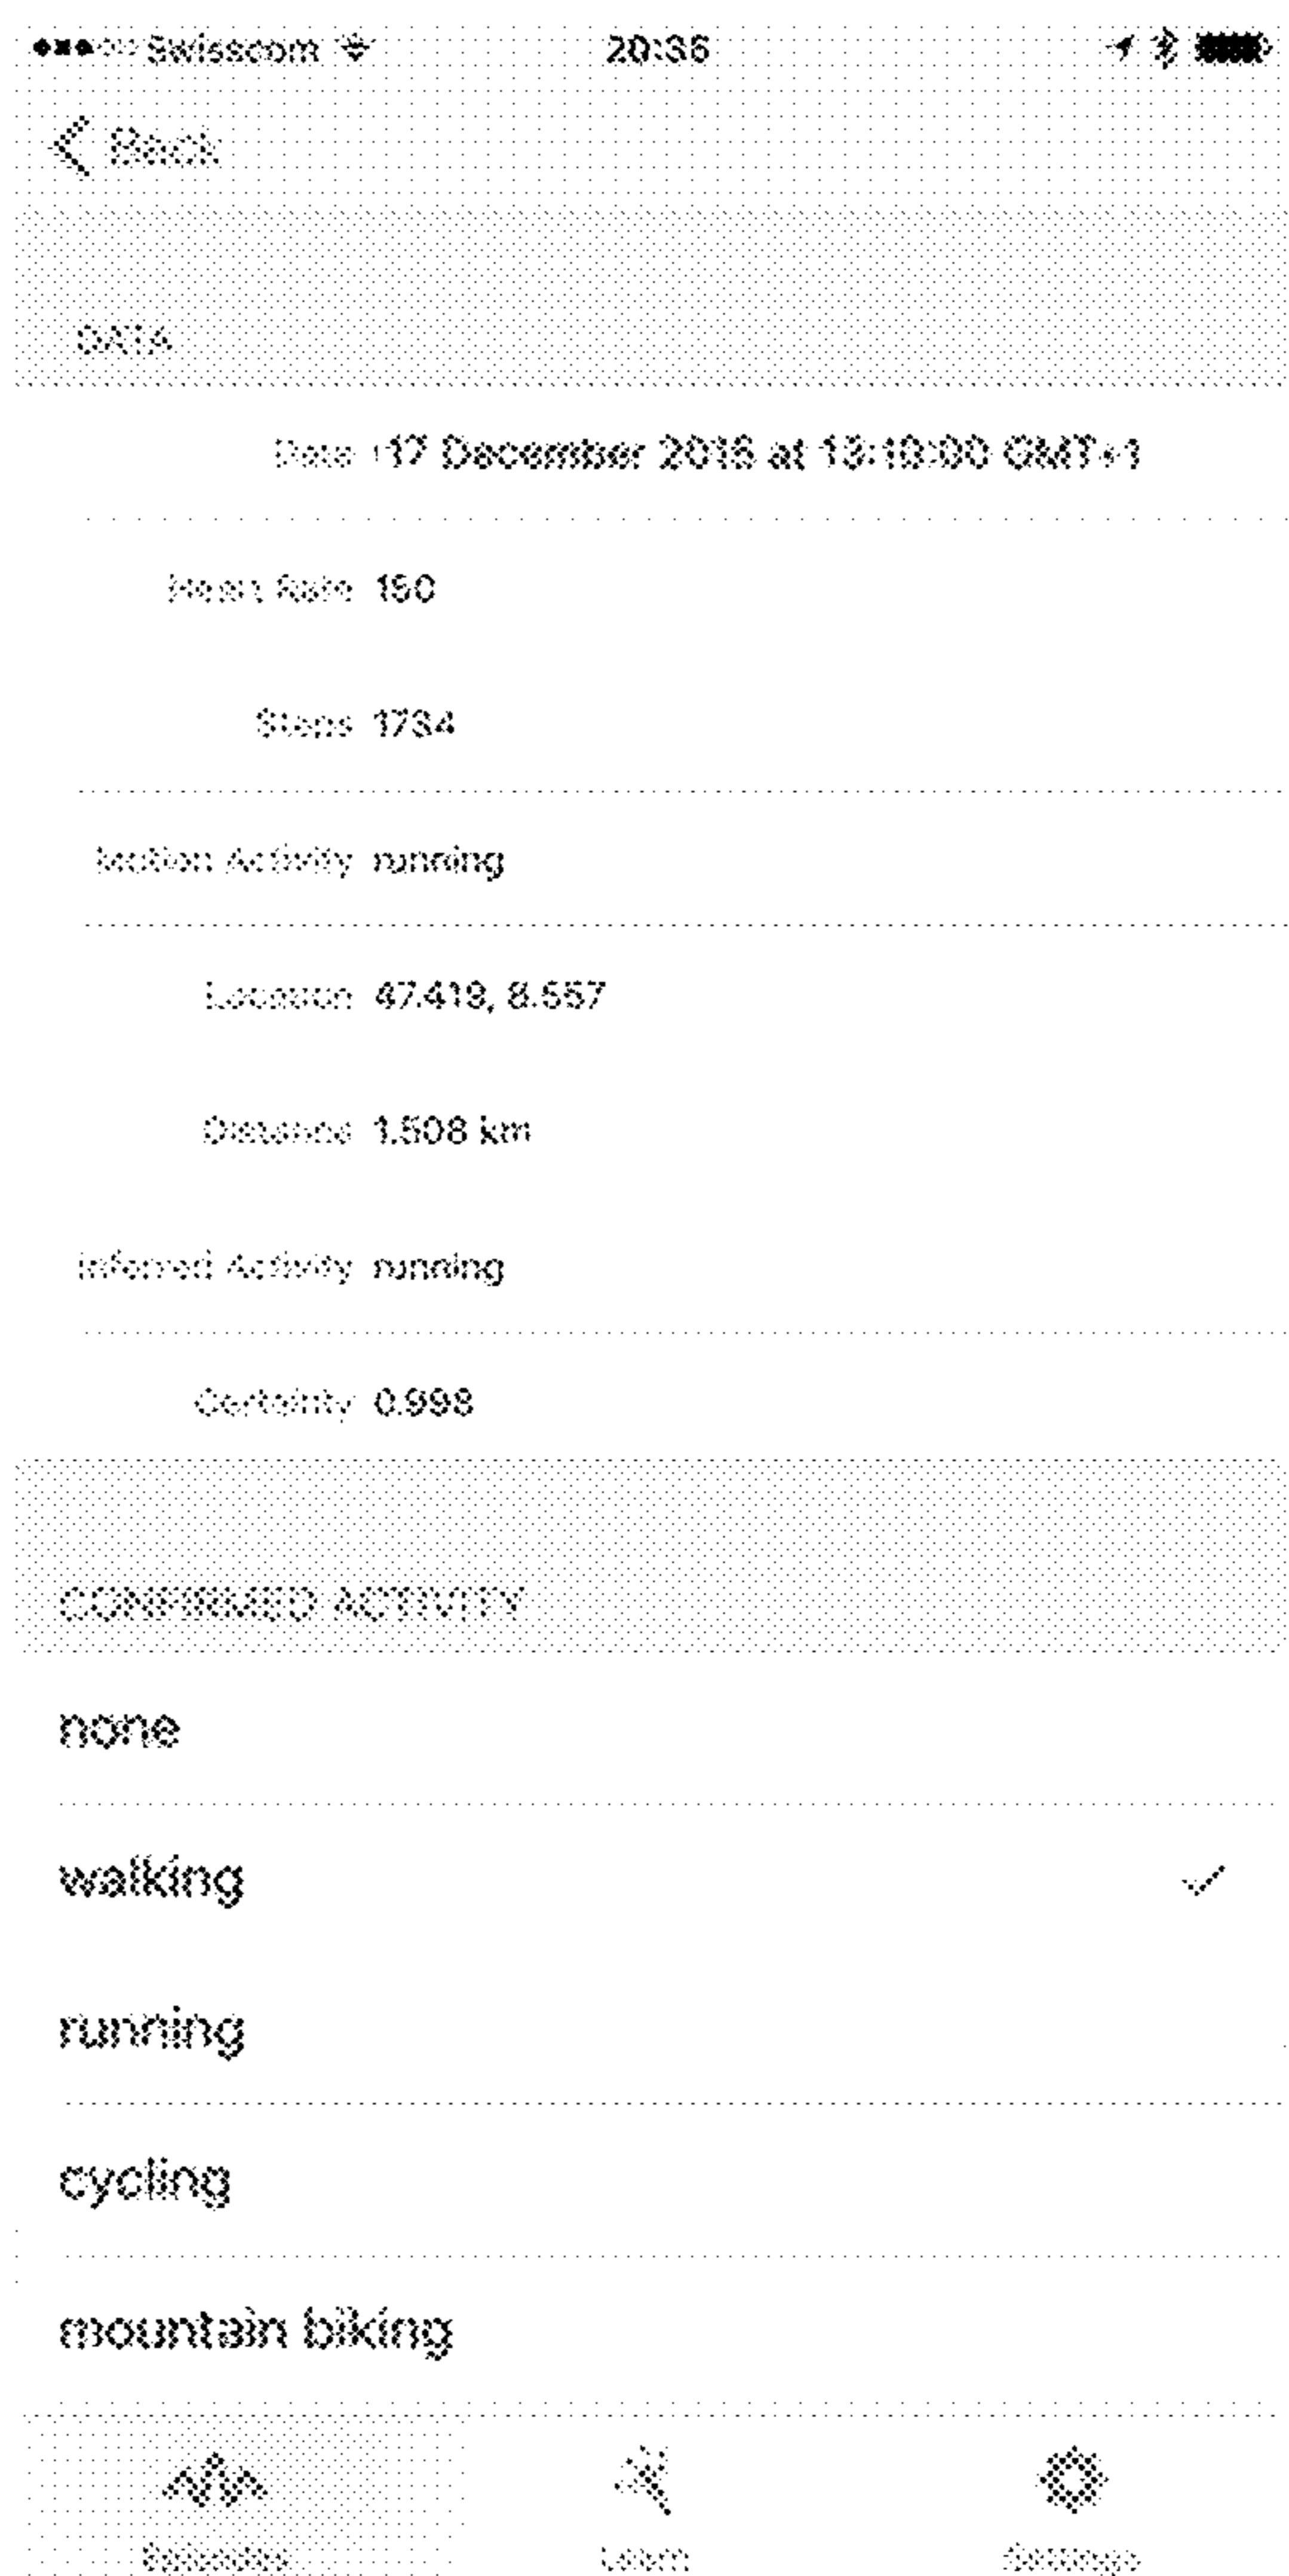 Swisscom 20:36
Back
DATA
Date 17 December 2016 at 13:19:00 GMT+1
Heart Rate 150
Steps 1734
Motion Activity running
Location 47.419, 8.557
Distance 1.508 km
Inferred Activity running
Certainty 0.998
CONFIRMED ACTIVITY
none
walking
running
cycling
mountain biking
Episodes Learn Settings